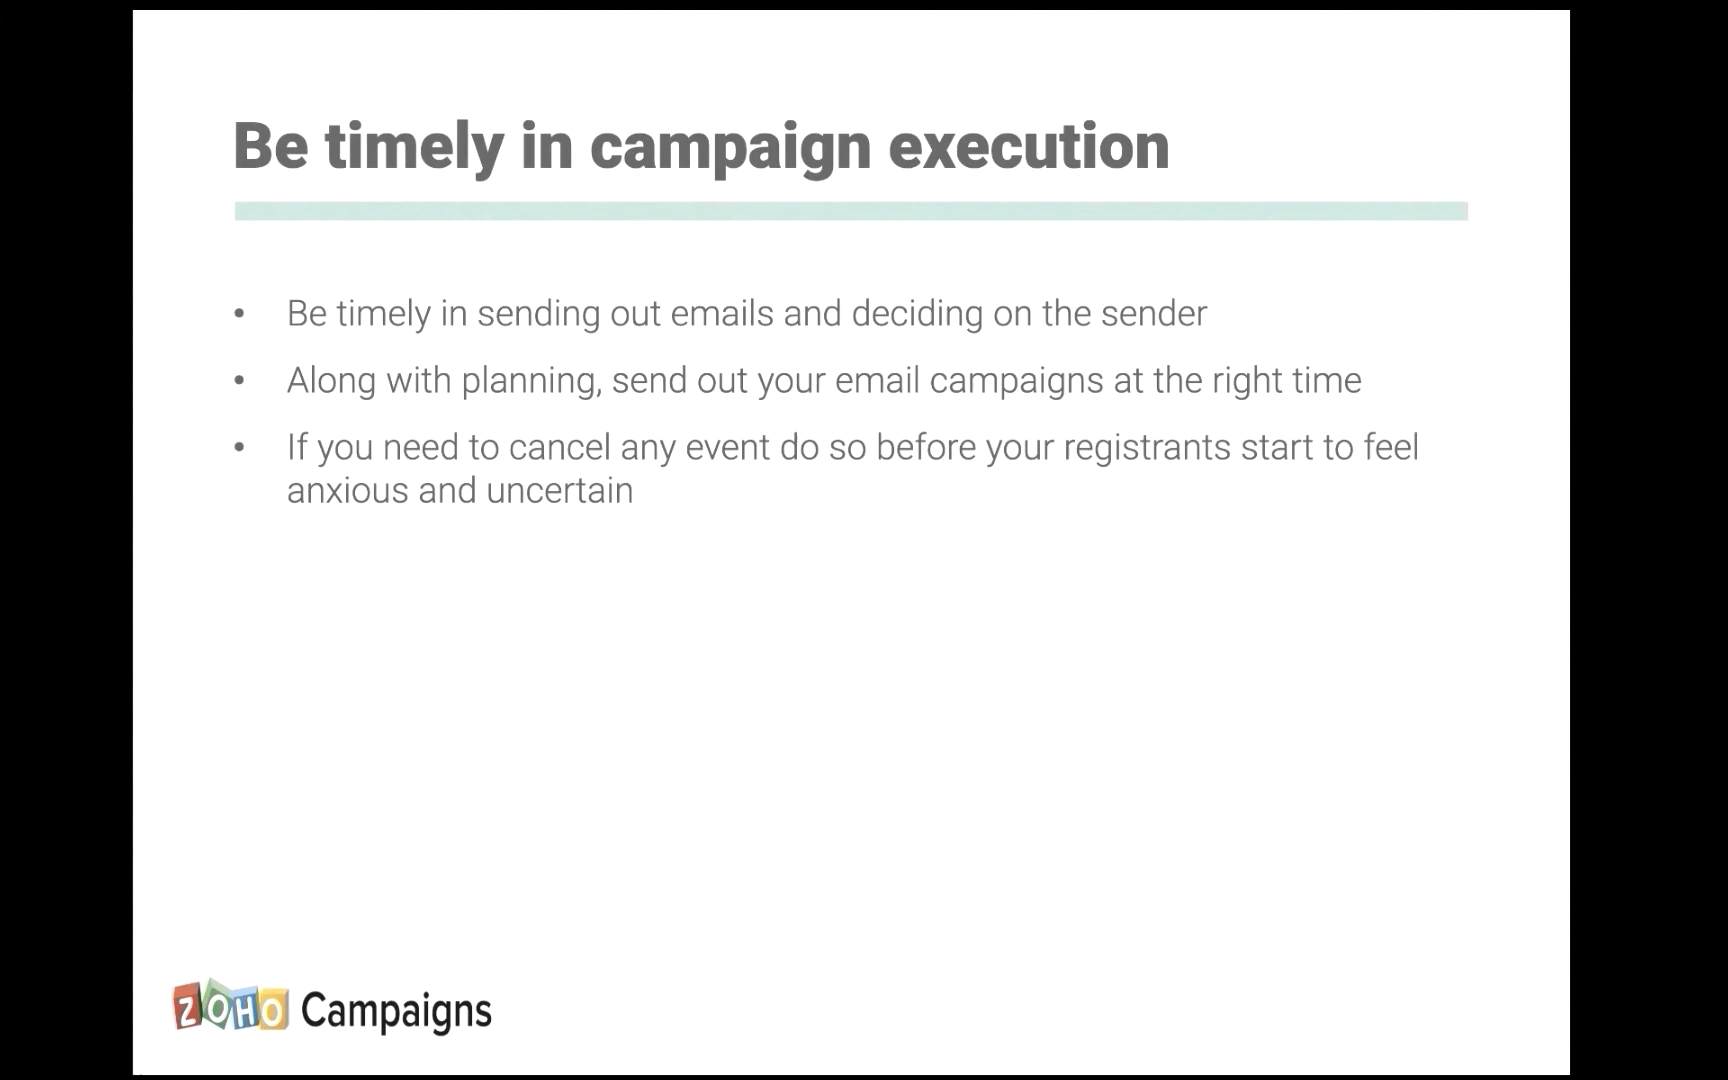 Be timely in campaign execution
• Be timely in sending out emails and deciding on the sender
• Along with planning, send out your email campaigns at the right time
• If you need to cancel any event do so before your registrants start to feel
anxious and uncertain
ZOHO Campaigns